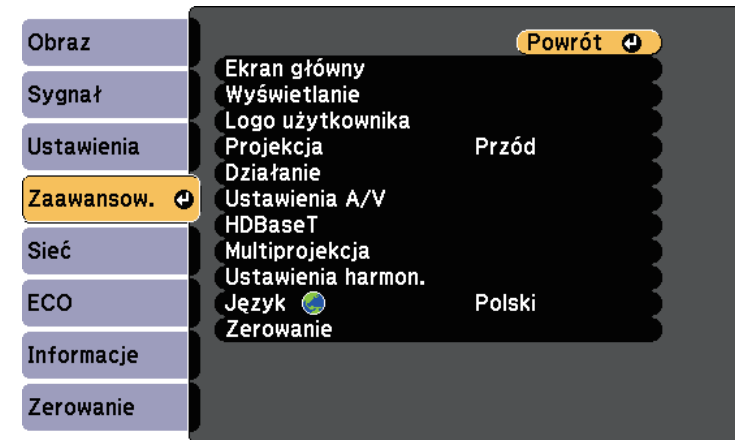 Obraz
Sygnał
Ustawienia
Zaawansow.
Sieć
ECO
Informacje
Zerowanie
Powrót
Ekran główny
Wyświetlanie
Logo użytkownika
Projekcja Przód
Działanie
Ustawienia A/V
HDBaseT
Multiprojekcja
Ustawienia harmon.
Język Polski
Zerowanie